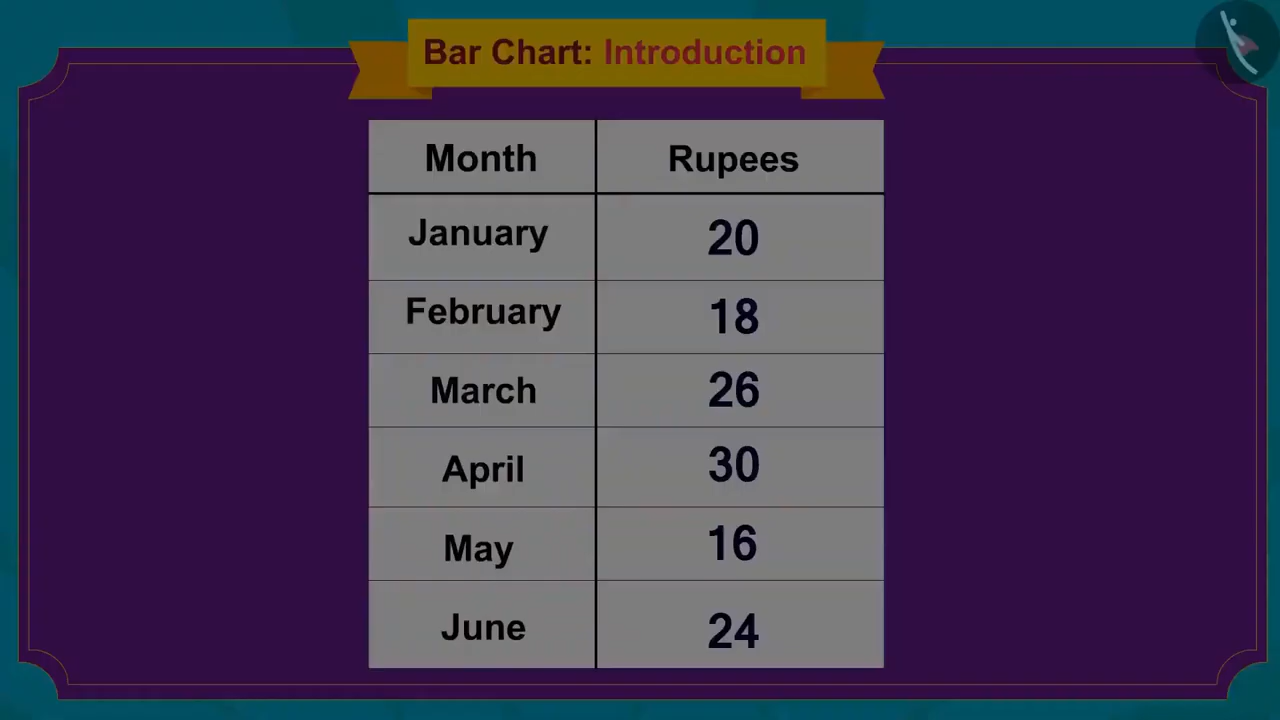 Bar Chart: Introduction
Month Rupees
January 20
February 18
March 26
April 30
May 16
June 24